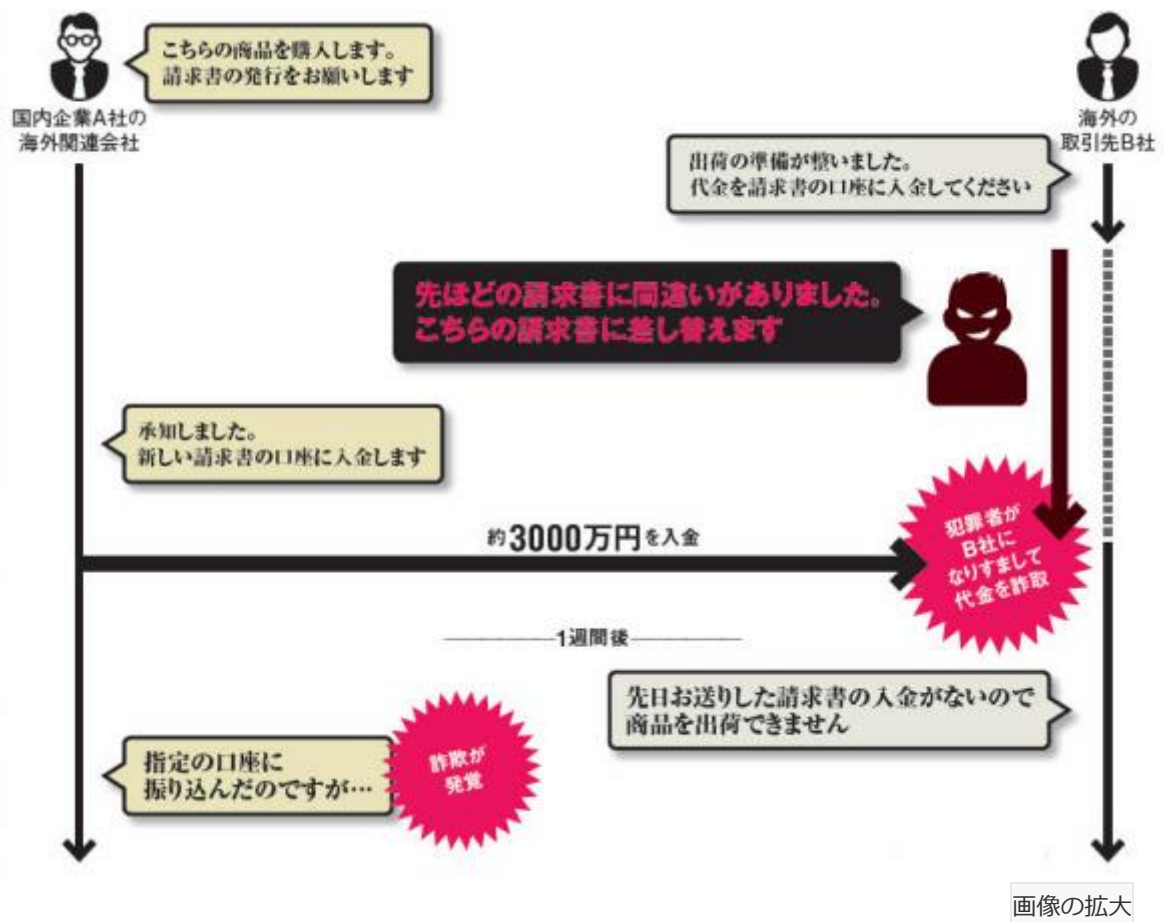 こちらの商品を購入します。
請求書の発行をお願いします
国内企業A社の
海外関連会社
海外の
取引先B社
出荷の準備が整いました。
代金を請求書の口座に入金してください
先ほどの請求書に間違いがありました。
こちらの請求書に差し替えます
承知しました。
新しい請求書の口座に入金します
約3000万円を入金
犯罪者が
B社に
なりすまして
代金を詐取
1週間後
先日お送りした請求書の入金がないので
商品を出荷できません
指定の口座に
振り込んだのですが…
詐欺が
発覚
画像の拡大